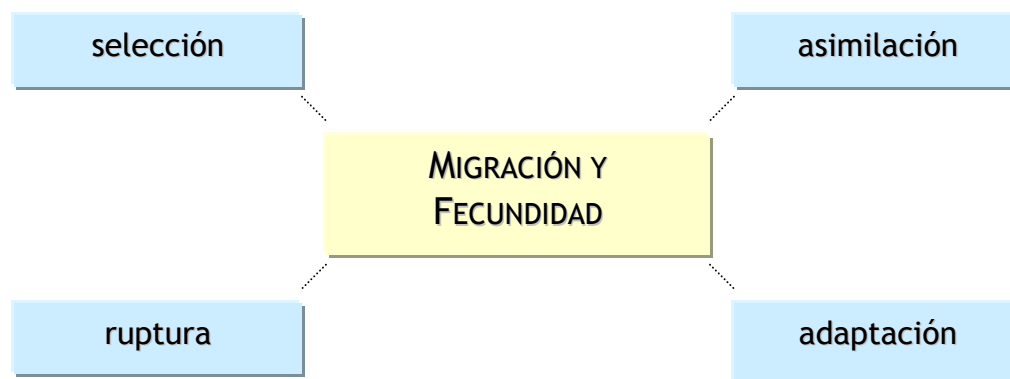 selección
asimilación
MIGRACIÓN Y
FECUNDIDAD
ruptura
adaptación